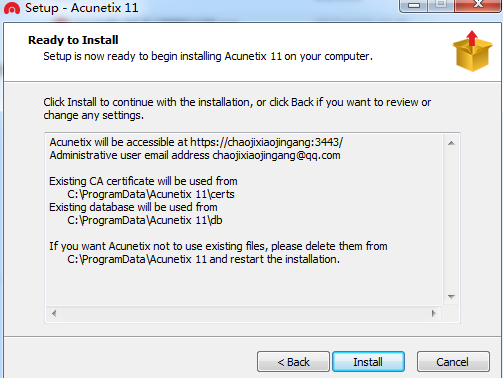 Setup - Acunetix 11
Ready to Install
Setup is now ready to begin installing Acunetix 11 on your computer.
Click Install to continue with the installation, or click Back if you want to review or
change any settings.
Acunetix will be accessible at https://chaojixiaojingang:3443/
Administrative user email address chaojixiaojingang@qq.com
Existing CA certificate will be used from
C:\ProgramData\Acunetix 11\certs
Existing database will be used from
C:\ProgramData\Acunetix 11\db
If you want Acunetix not to use existing files, please delete them from
C:\ProgramData\Acunetix 11 and restart the installation.
< Back Install Cancel